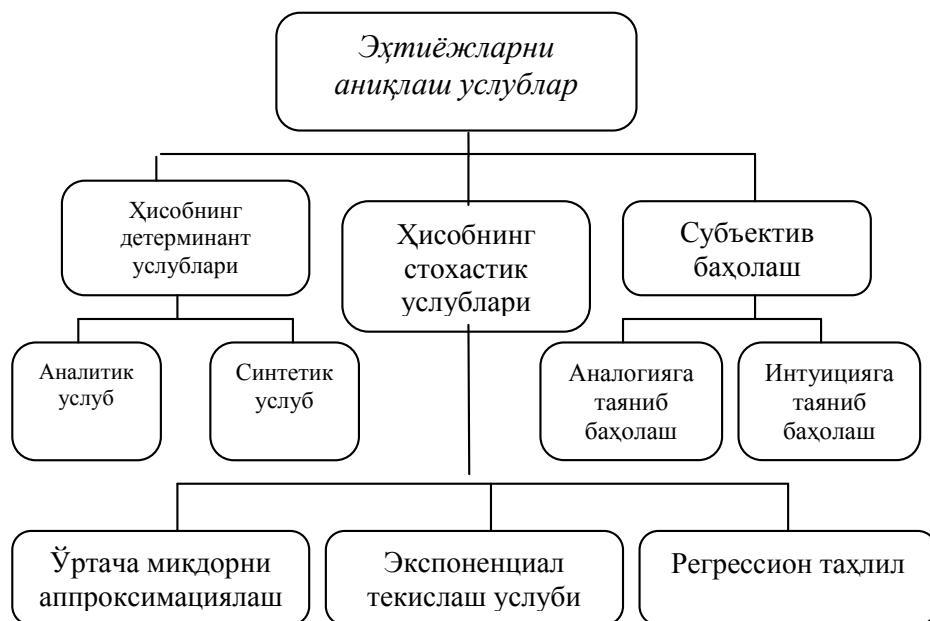 Эҳтиёжларни
аниқлаш услублар
Ҳисобнинг
детерминант
услублари
Ҳисобнинг
стохастик
услублари
Субъектив
баҳолаш
Аналитик
услуб
Синтетик
услуб
Аналогияга
таяниб
баҳолаш
Интуицияга
таяниб
баҳолаш
Ўртача миқдорни
аппроксимациялаш
Экспоненциал
текислаш услуби
Регрессион таҳлил